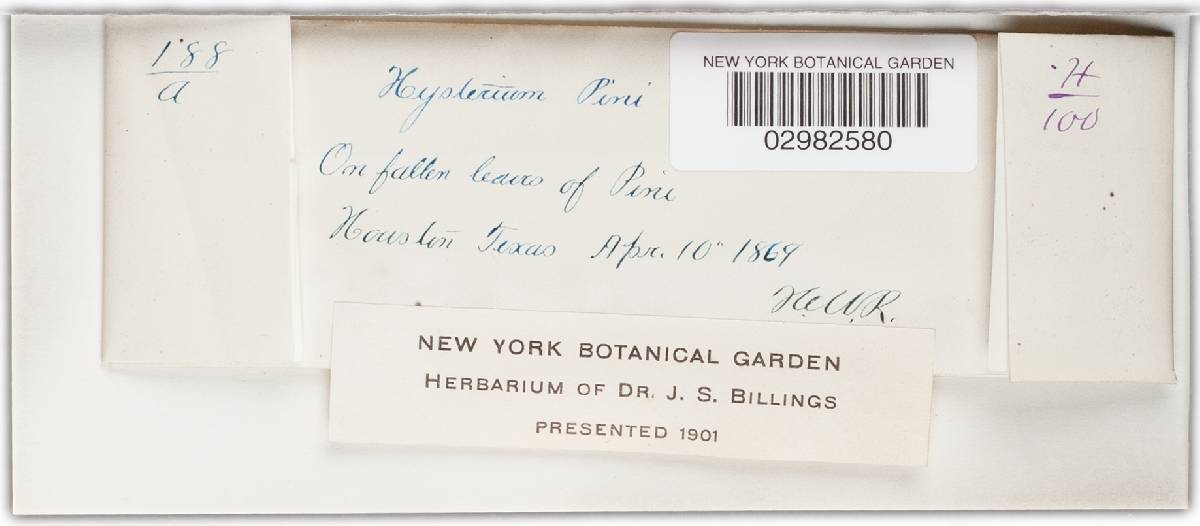 188
a
Hysterium Pini
NEW YORK BOTANICAL GARDEN
02982580
H
100
On fallen leaves of Pini
Houston Texas Apr. 10" 1869
H.W.R.
NEW YORK BOTANICAL GARDEN
HERBARIUM OF DR. J. S. BILLINGS
PRESENTED 1901